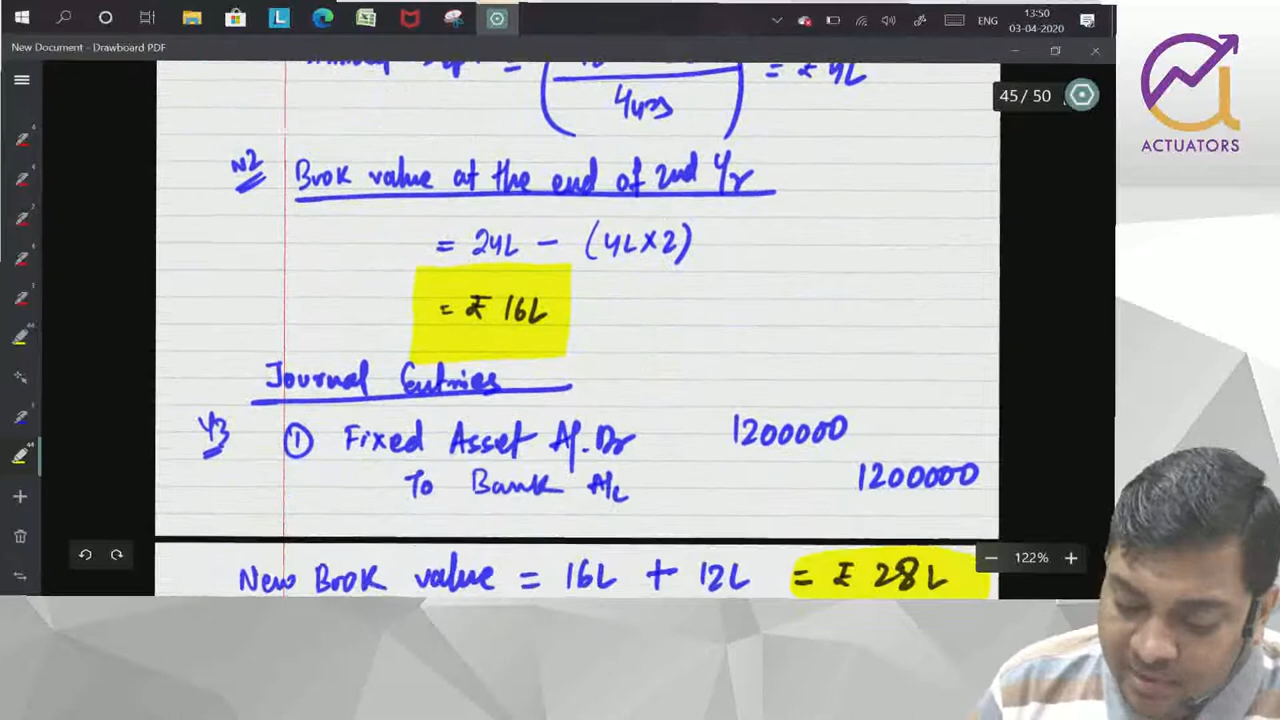 13:50
ENG
03-04-2020
New Document - Drawboard PDF
= ( 4yrs ) = ₹ 4L
45 / 50
ACTUATORS
N2 Book value at the end of 2nd Yr
= 24L - (4L×2)
= ₹ 16L
Journal Entries
Y3 ① Fixed Asset A/c. Dr 1200000
To Bank A/c 1200000
122%
New Book value = 16L + 12L = ₹ 28L